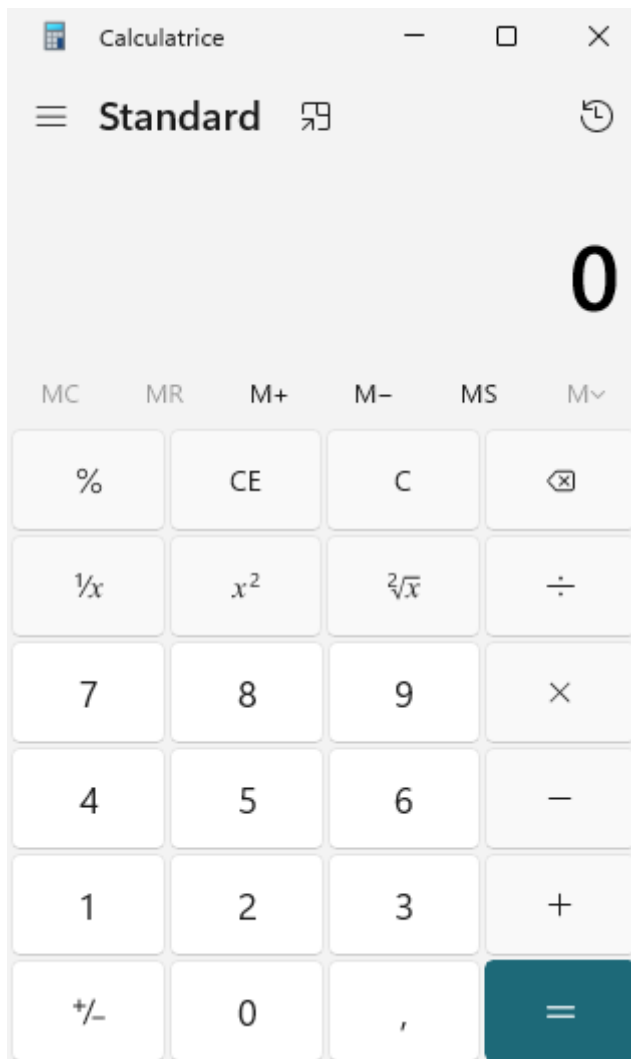 Calculatrice
Standard
0
MC MR M+ M− MS M
% CE C
¹/x x² ²√x ÷
7 8 9 ×
4 5 6 −
1 2 3 +
+/− 0 , =